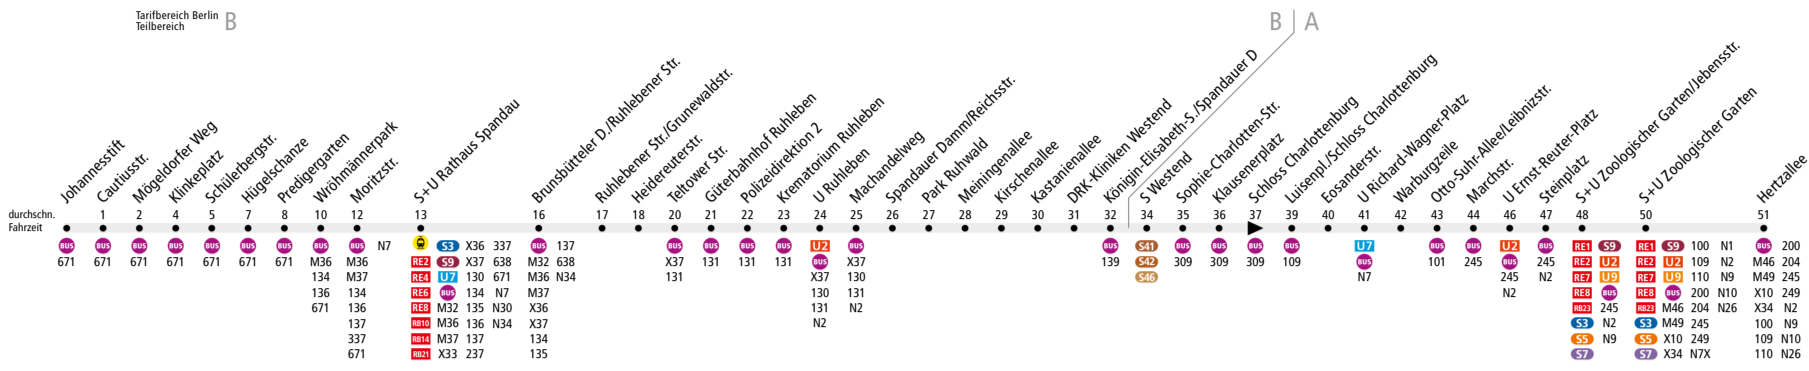 Tarifbereich Berlin
Teilbereich
B
B | A
Johannesstift
Cautiusstr.
Mögeldorfer Weg
Klinkeplatz
Schülerbergstr.
Hügelschanze
Predigergarten
Wröhmännerpark
Moritzstr.
S+U Rathaus Spandau
Brunsbütteler D./Ruhlebener Str.
Ruhlebener Str./Grunewaldstr.
Heidereuterstr.
Teltower Str.
Güterbahnhof Ruhleben
Polizeidirektion 2
Krematorium Ruhleben
U Ruhleben
Machandelweg
Spandauer Damm/Reichsstr.
Park Ruhwald
Meiningenallee
Kirschenallee
Kastanienallee
DRK-Kliniken Westend
Königin-Elisabeth-S./Spandauer D
S Westend
Sophie-Charlotten-Str.
Klausenerplatz
Schloss Charlottenburg
Luisenpl./Schloss Charlottenburg
Eosanderstr.
U Richard-Wagner-Platz
Warburgzeile
Otto-Suhr-Allee/Leibnizstr.
Marchstr.
U Ernst-Reuter-Platz
Steinplatz
S+U Zoologischer Garten/Jebensstr.
S+U Zoologischer Garten
Hertzallee
durchschn. 1 2 4 5 7 8 10 12 13 16 17 18 20 21 22 23 24 25 26 27 28 29 30 31 32 34 35 36 37 39 40 41 42 43 44 46 47 48 50 51
Fahrzeit
BUS BUS BUS BUS BUS BUS BUS BUS BUS N7 S3 X36 337 BUS 137 BUS BUS BUS BUS U2 BUS BUS S41 BUS BUS BUS BUS U7 BUS BUS U2 BUS RE1 S9 RE1 S9 100 N1 BUS 200
671 671 671 671 671 671 671 M36 M36 RE2 S9 X37 638 M32 638 X37 131 131 131 BUS X37 139 S42 309 309 309 109 BUS 101 245 BUS 245 RE2 U2 RE2 U2 109 N2 M46 204
134 M37 RE4 U7 130 671 M36 N34 131 X37 130 S46 N7 245 N2 RE7 U9 RE7 U9 110 N9 M49 245
136 134 RE6 BUS 134 N7 M37 130 131 N2 RE8 BUS RE8 BUS 200 N10 X10 249
671 136 RE8 M32 135 N30 X36 131 N2 RB23 245 RB23 M46 204 N26 X34 N2
137 RB10 M36 136 N34 X37 N2 S3 N2 S3 M49 245 100 N9
337 RB14 M37 137 134 S5 N9 S5 X10 249 109 N10
671 RB21 X33 237 135 S7 S7 X34 N7X 110 N26